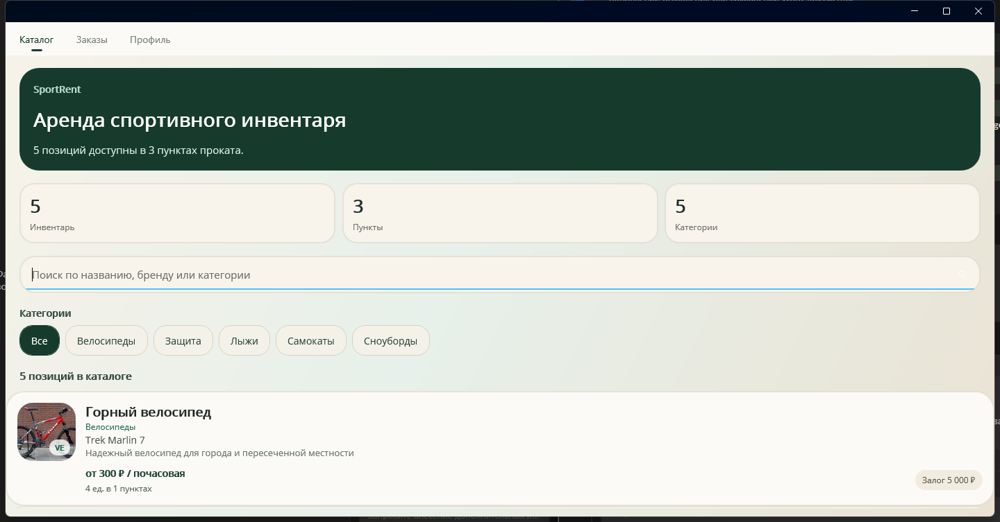 Каталог
Заказы
Профиль
SportRent
Аренда спортивного инвентаря
5 позиций доступны в 3 пунктах проката.
5
Инвентарь
3
Пункты
5
Категории
Поиск по названию, бренду или категории
Категории
Все
Велосипеды
Защита
Лыжи
Самокаты
Сноуборды
5 позиций в каталоге
VE
Горный велосипед
Велосипеды
Trek Marlin 7
Надежный велосипед для города и пересеченной местности
от 300 ₽ / почасовая
4 ед. в 1 пунктах
Залог 5 000 ₽